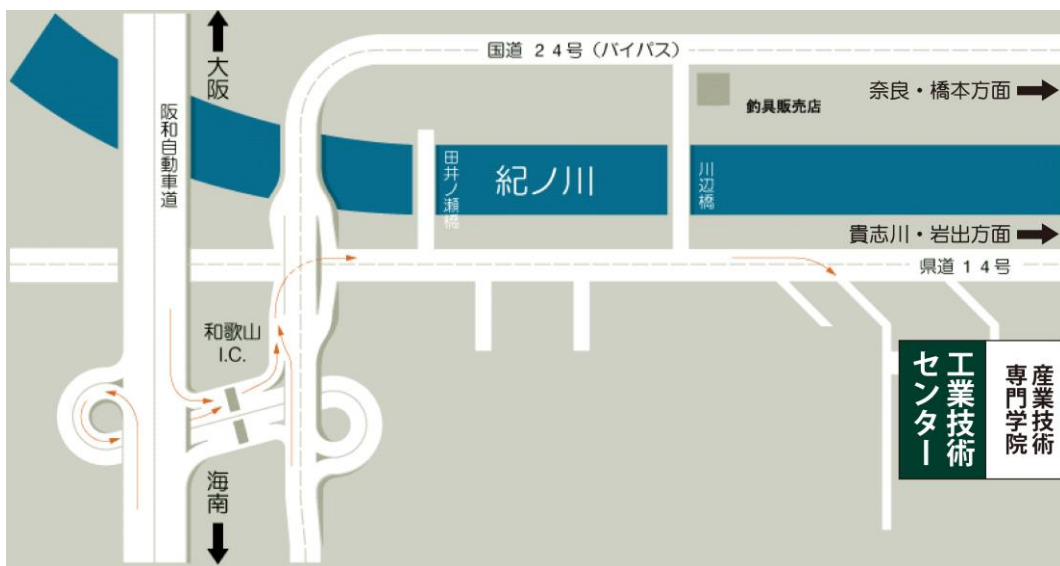 国道 24号（バイパス）
大阪
阪和自動車道
釣具販売店
奈良・橋本方面
田井ノ瀬橋
紀ノ川
川辺橋
貴志川・岩出方面
県道 14号
和歌山
I.C.
工業技術
センター
産業技術
専門学院
海南